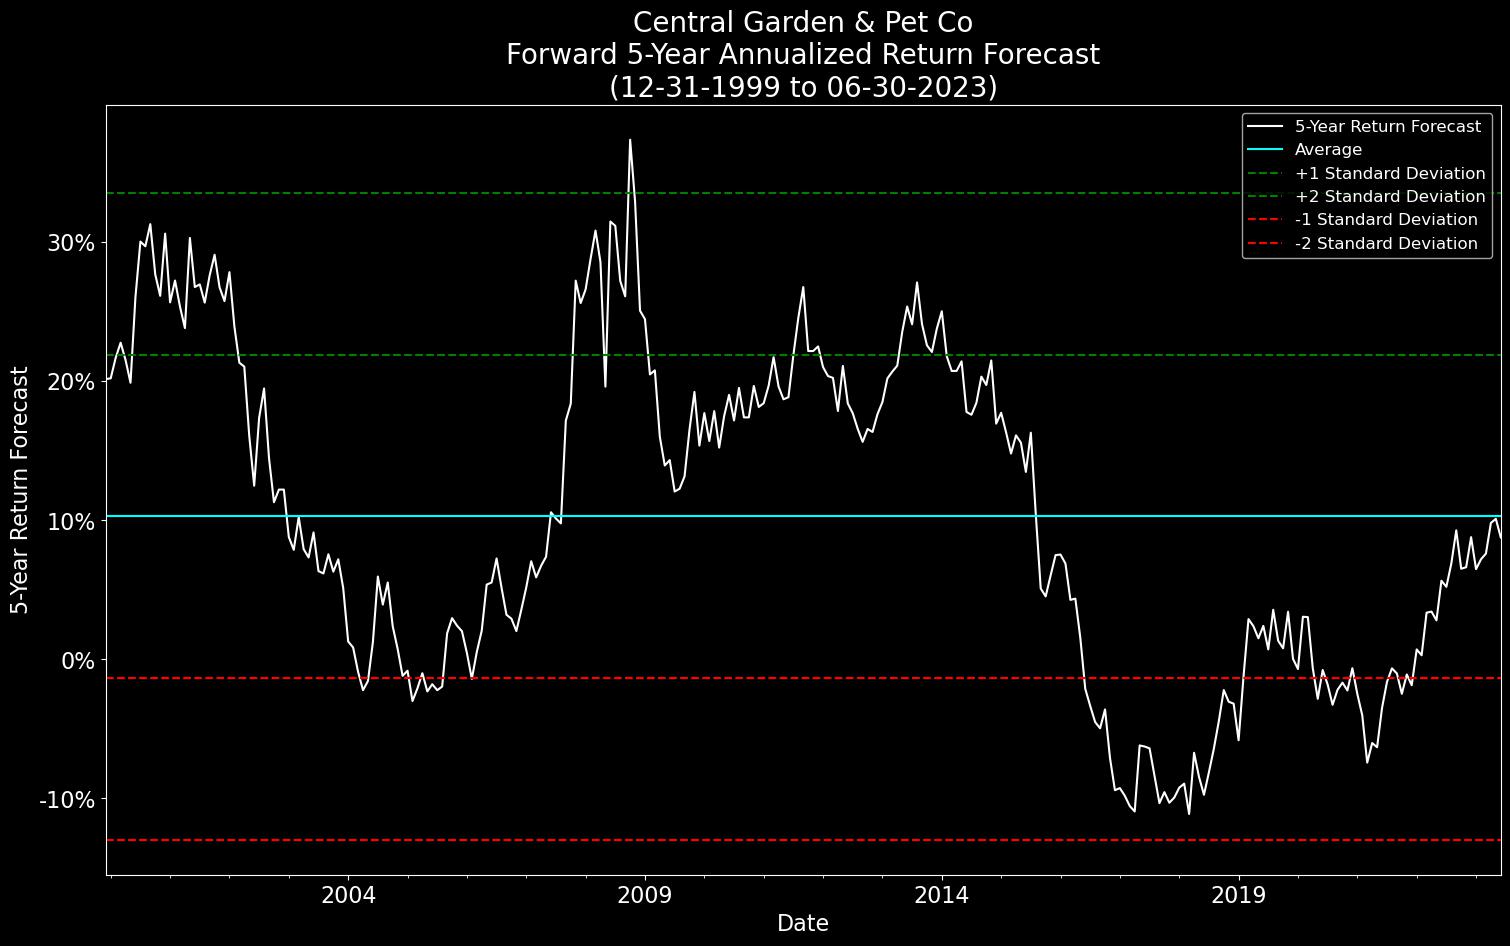 Central Garden & Pet Co
Forward 5-Year Annualized Return Forecast
(12-31-1999 to 06-30-2023)
5-Year Return Forecast
Average
+1 Standard Deviation
+2 Standard Deviation
-1 Standard Deviation
-2 Standard Deviation
5-Year Return Forecast
30%
20%
10%
0%
-10%
2004
2009
2014
2019
Date